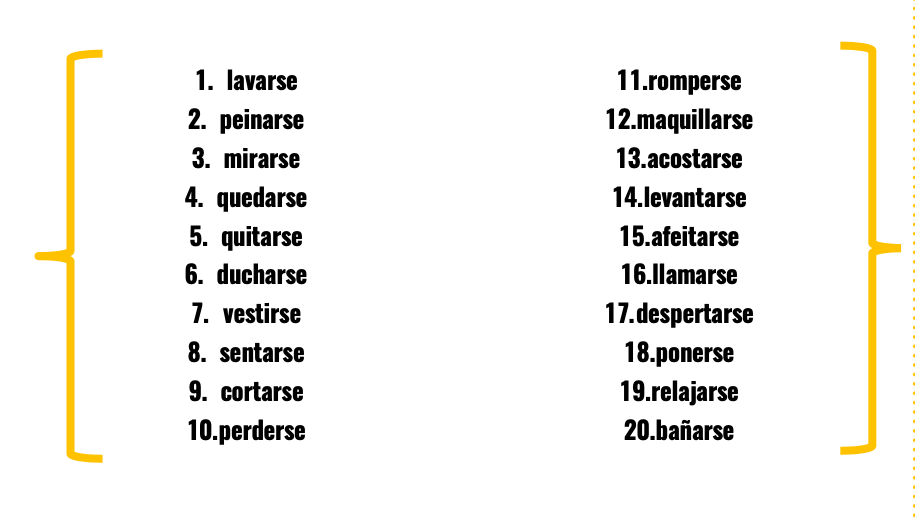 1. lavarse
2. peinarse
3. mirarse
4. quedarse
5. quitarse
6. ducharse
7. vestirse
8. sentarse
9. cortarse
10.perderse
11.romperse
12.maquillarse
13.acostarse
14.levantarse
15.afeitarse
16.llamarse
17.despertarse
18.ponerse
19.relajarse
20.bañarse